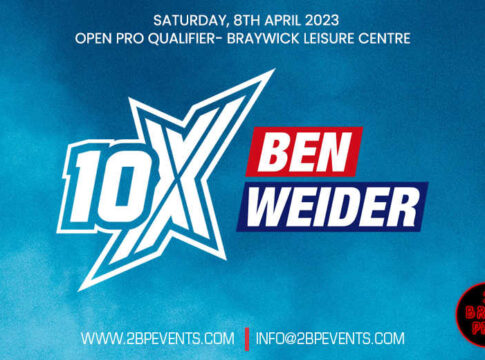 SATURDAY, 8TH APRIL 2023
OPEN PRO QUALIFIER- BRAYWICK LEISURE CENTRE
10X
BEN
WEIDER
WWW.2BPEVENTS.COM
INFO@2BPEVENTS.COM